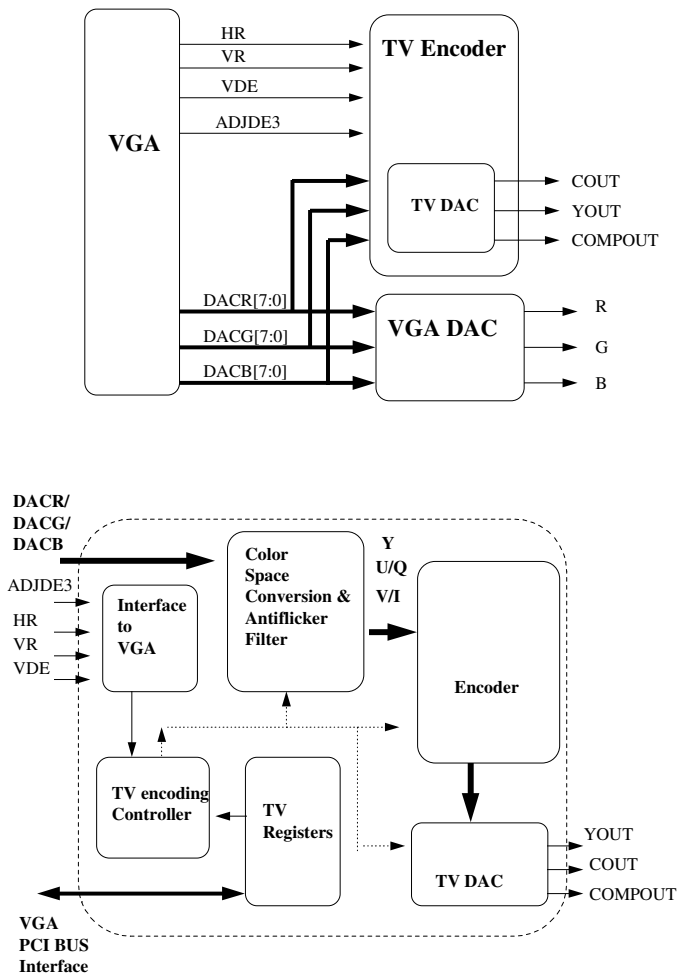 HR
VR
VDE
ADJDE3
VGA
TV Encoder
TV DAC
COUT
YOUT
COMPOUT
DACR[7:0]
DACG[7:0]
DACB[7:0]
VGA DAC
R
G
B
DACR/
DACG/
DACB
ADJDE3
HR
VR
VDE
Interface
to
VGA
Color
Space
Conversion &
Antiflicker
Filter
Y
U/Q
V/I
Encoder
TV encoding
Controller
TV
Registers
TV DAC
YOUT
COUT
COMPOUT
VGA
PCI BUS
Interface